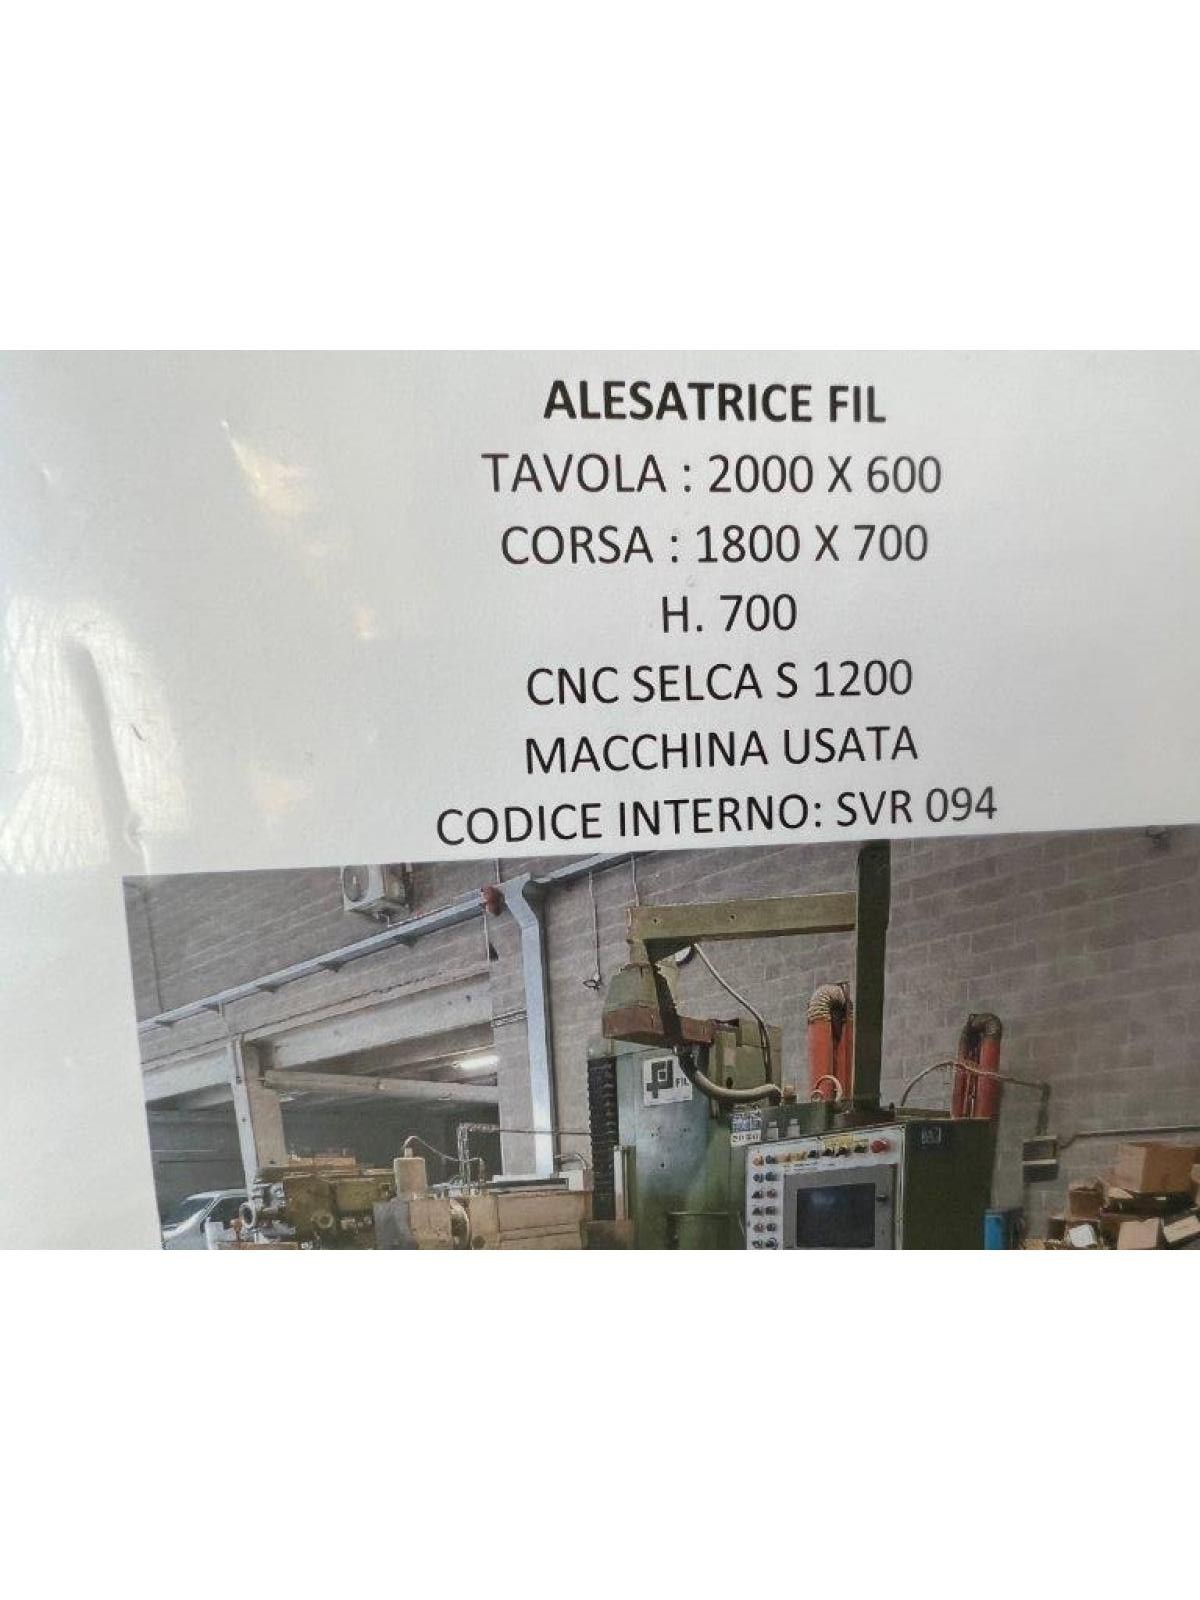 ALESATRICE FIL
TAVOLA : 2000 X 600
CORSA : 1800 X 700
H. 700
CNC SELCA S 1200
MACCHINA USATA
CODICE INTERNO: SVR 094
FIL